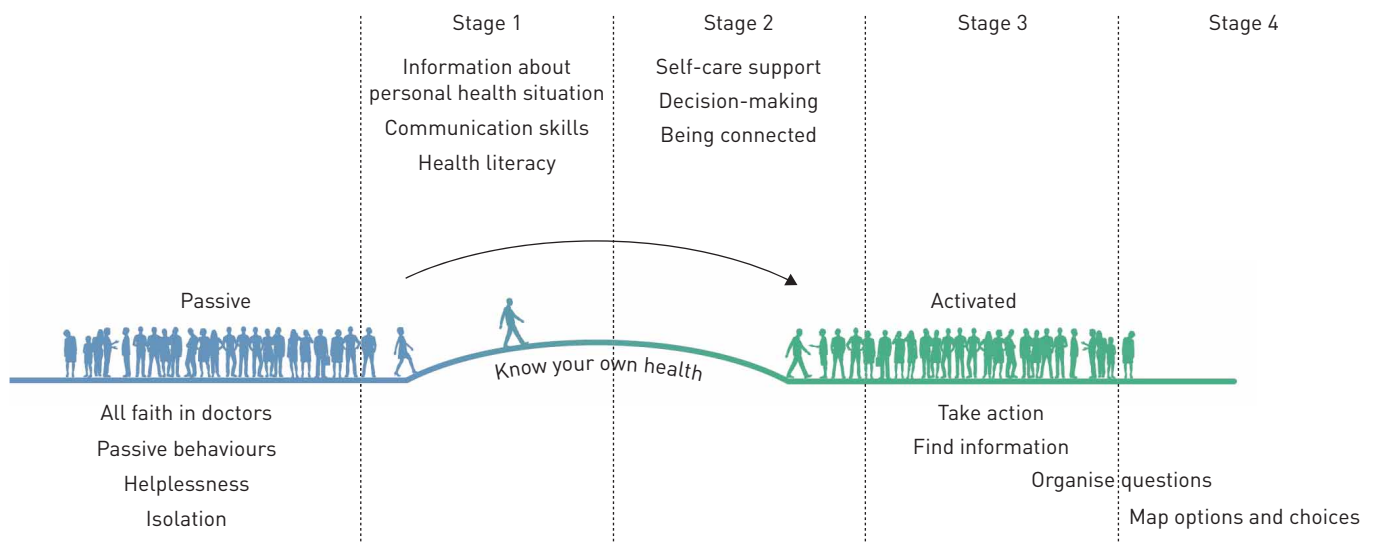 Stage 1
Stage 2
Stage 3
Stage 4
Information about
personal health situation
Communication skills
Health literacy
Self-care support
Decision-making
Being connected
Passive
Activated
Know your own health
All faith in doctors
Passive behaviours
Helplessness
Isolation
Take action
Find information
Organise questions
Map options and choices